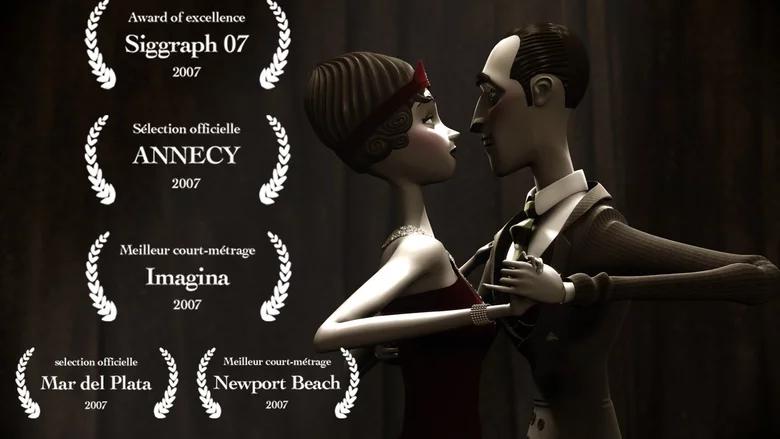 Award of excellence
Siggraph 07
2007
Sélection officielle
ANNECY
2007
Meilleur court-métrage
Imagina
2007
selection officielle
Mar del Plata
2007
Meilleur court-métrage
Newport Beach
2007